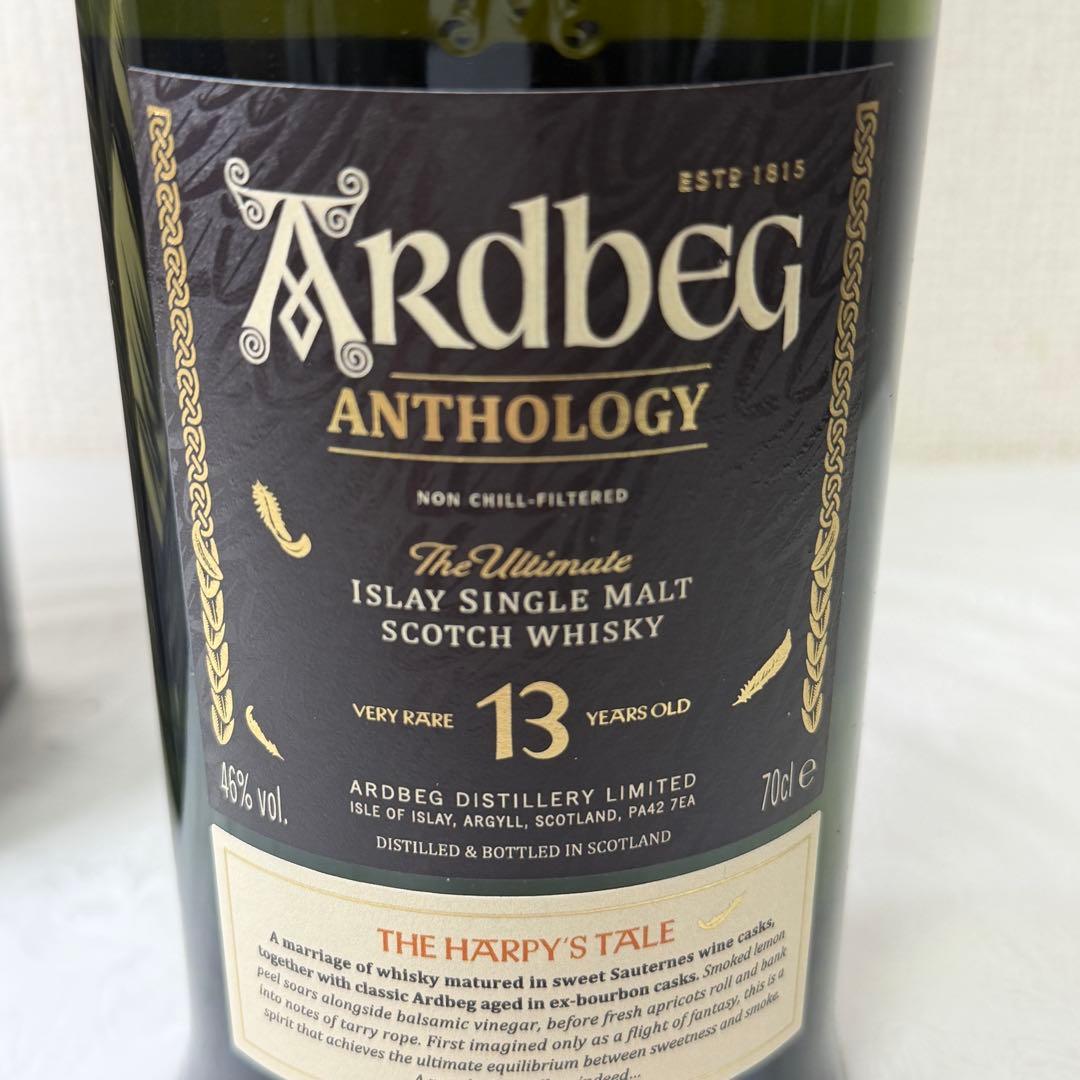 ESTD 1815
ARDBEG
ANTHOLOGY
NON CHILL-FILTERED
The Ultimate
ISLAY SINGLE MALT
SCOTCH WHISKY
VERY RARE 13 YEARS OLD
46% vol.
ARDBEG DISTILLERY LIMITED
70cl e
ISLE OF ISLAY, ARGYLL, SCOTLAND, PA42 7EA
DISTILLED & BOTTLED IN SCOTLAND
THE HARPY'S TALE
A marriage of whisky matured in sweet Sauternes wine casks,
together with classic Ardbeg aged in ex-bourbon casks. Smoked lemon
peel soars alongside balsamic vinegar, before fresh apricots roll and bank
into notes of tarry rope. First imagined only as a flight of fantasy, this is a
spirit that achieves the ultimate equilibrium between sweetness and smoke.
indeed...